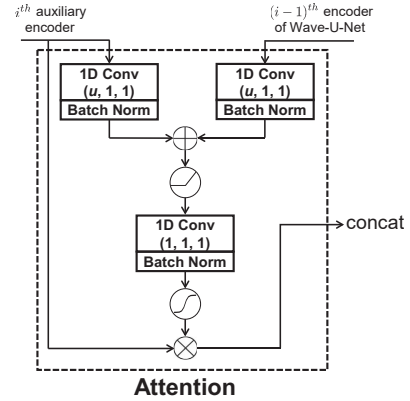 i^{th} auxiliary
encoder
(i − 1)^{th} encoder
of Wave-U-Net
1D Conv
(u, 1, 1)
Batch Norm
1D Conv
(u, 1, 1)
Batch Norm
1D Conv
(1, 1, 1)
Batch Norm
concat
Attention